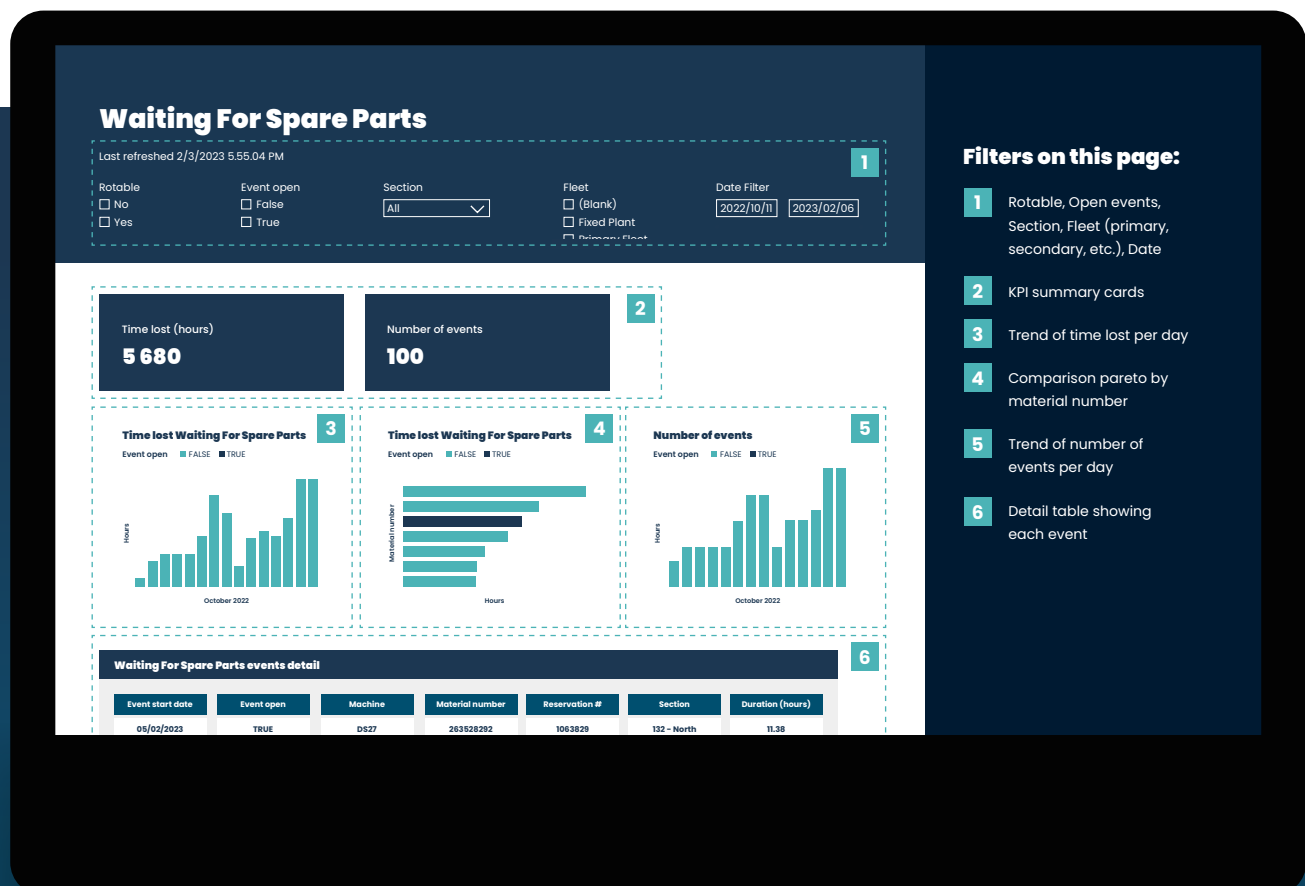 Waiting For Spare Parts
Last refreshed 2/3/2023 5.55.04 PM
1
Rotable
No
Yes
Event open
False
True
Section
All
Fleet
(Blank)
Fixed Plant
Primary Fleet
Date Filter
2022/10/11 2023/02/06
2
Time lost (hours)
5 680
Number of events
100
3
Time lost Waiting For Spare Parts
Event open FALSE TRUE
Hours
October 2022
4
Time lost Waiting For Spare Parts
Event open FALSE TRUE
Material number
Hours
5
Number of events
Event open FALSE TRUE
Hours
October 2022
6
Waiting For Spare Parts events detail
Event start date Event open Machine Material number Reservation # Section Duration (hours)
05/02/2023 TRUE DS27 263528292 1063829 132 - North 11.38
Filters on this page:
1 Rotable, Open events,
Section, Fleet (primary,
secondary, etc.), Date
2 KPI summary cards
3 Trend of time lost per day
4 Comparison pareto by
material number
5 Trend of number of
events per day
6 Detail table showing
each event